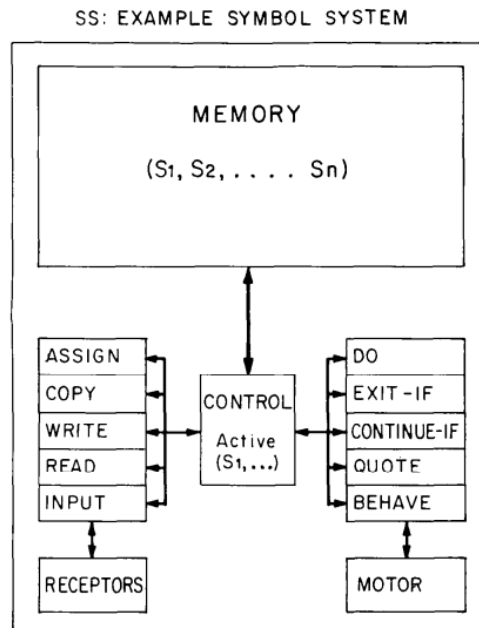 SS: EXAMPLE SYMBOL SYSTEM
MEMORY
(S1, S2, . . . . Sn)
ASSIGN
COPY
WRITE
READ
INPUT
RECEPTORS
CONTROL
Active
(S1,...)
DO
EXIT-IF
CONTINUE-IF
QUOTE
BEHAVE
MOTOR